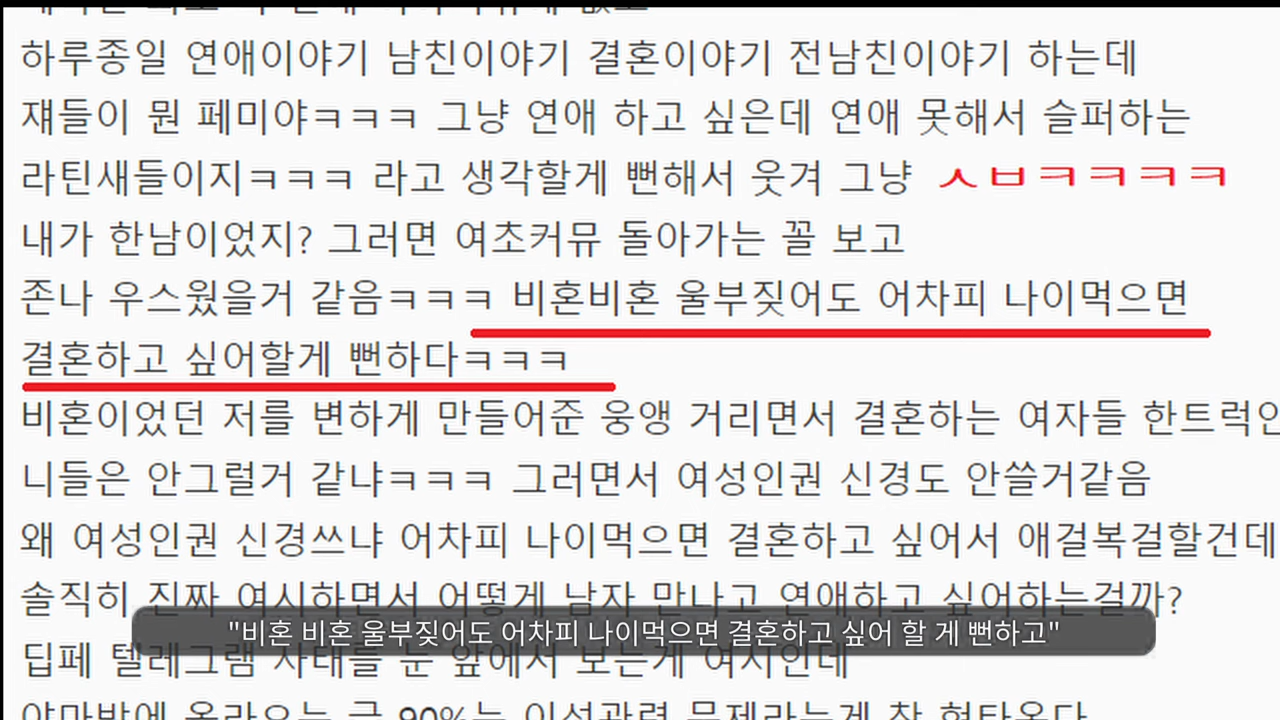 하루종일 연애이야기 남친이야기 결혼이야기 전남친이야기 하는데
쟤들이 뭔 페미야ㅋㅋㅋ 그냥 연애 하고 싶은데 연애 못해서 슬퍼하는
라틴새들이지ㅋㅋㅋ 라고 생각할게 뻔해서 웃겨 그냥 ㅅㅂㅋㅋㅋㅋ
내가 한남이었지? 그러면 여초커뮤 돌아가는 꼴 보고
존나 우스웠을거 같음ㅋㅋㅋ 비혼비혼 울부짖어도 어차피 나이먹으면
결혼하고 싶어할게 뻔하다ㅋㅋㅋ
비혼이었던 저를 변하게 만들어준 웅앵 거리면서 결혼하는 여자들 한트럭인
니들은 안그럴거 같냐ㅋㅋㅋ 그러면서 여성인권 신경도 안쓸거같음
왜 여성인권 신경쓰냐 어차피 나이먹으면 결혼하고 싶어서 애걸복걸할건데
솔직히 진짜 여시하면서 어떻게 남자 만나고 연애하고 싶어하는걸까?
"비혼 비혼 울부짖어도 어차피 나이먹으면 결혼하고 싶어 할 게 뻔하고"
딥페 텔레그램 사태를 눈 앞에서 보는게 여시인데